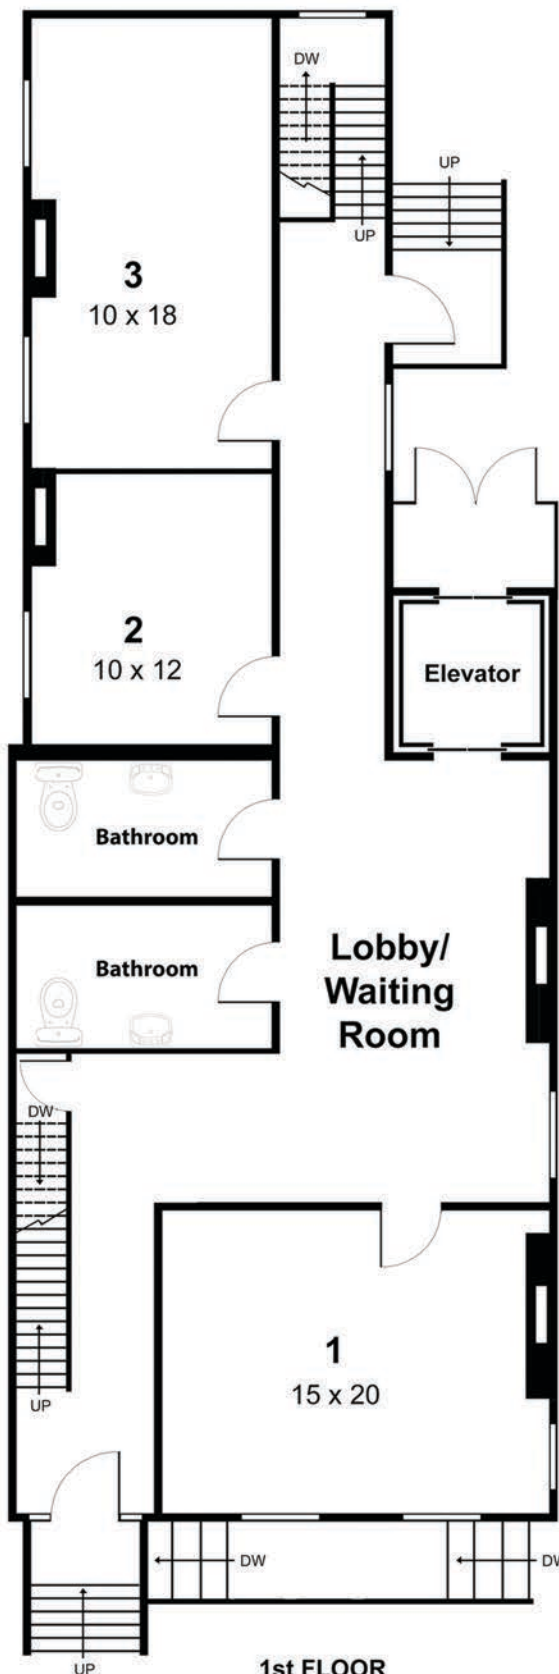 DW
UP
UP
3
10 x 18
2
10 x 12
Elevator
Bathroom
Bathroom
Lobby/
Waiting
Room
DW
UP
1
15 x 20
DW
DW
UP
1st FLOOR